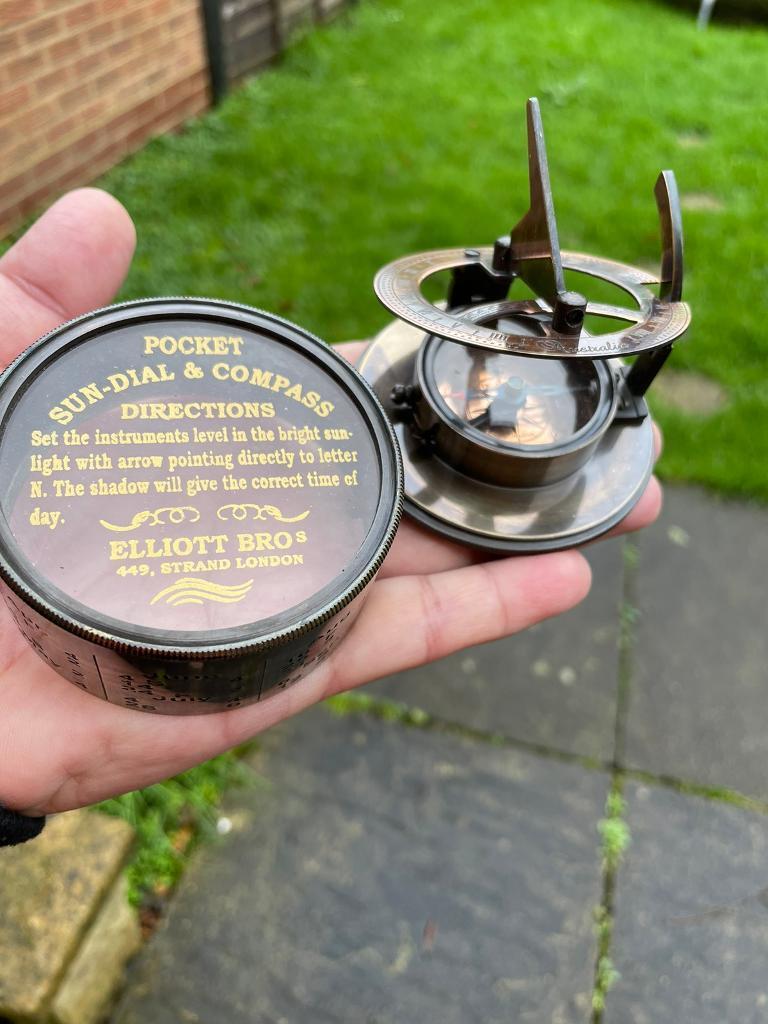 POCKET
SUN-DIAL & COMPASS
DIRECTIONS
Set the instruments level in the bright sun-
light with arrow pointing directly to letter
N. The shadow will give the correct time of
day.
ELLIOTT BROS
449, STRAND LONDON
Australia